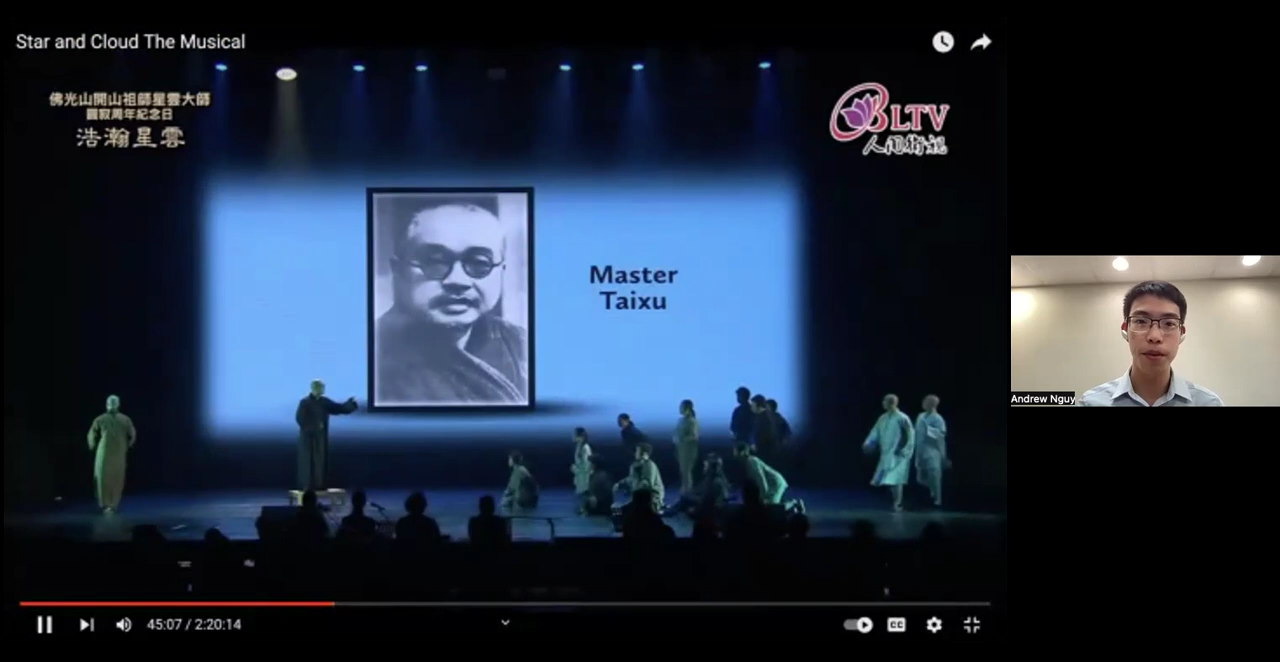 Star and Cloud The Musical
佛光山開山祖師星雲大師
圓寂周年紀念日
浩瀚星雲
BLTV
人間衛視
Master
Taixu
Andrew Nguy
45:07 / 2:20:14
CC